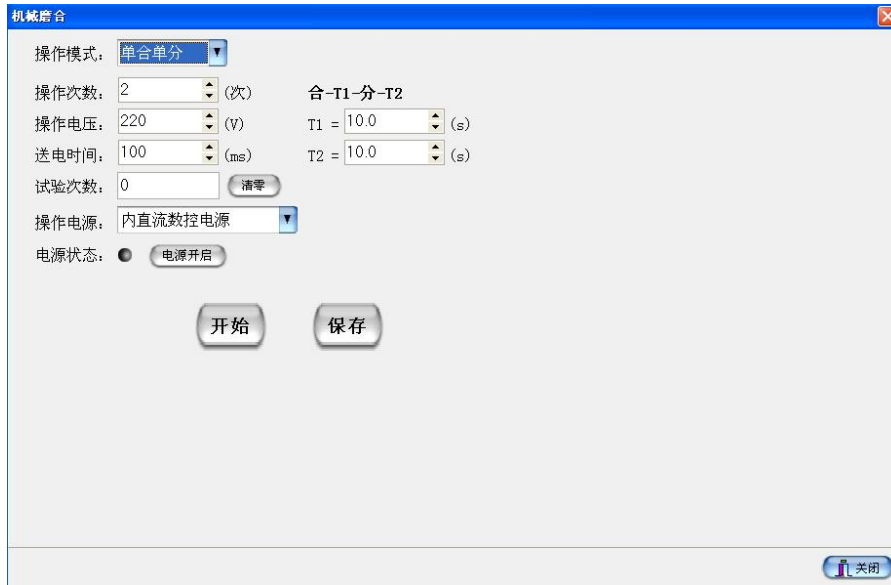 机械磨合
操作模式: 单合单分
操作次数: 2 (次) 合-T1-分-T2
操作电压: 220 (V) T1 = 10.0 (s)
送电时间: 100 (ms) T2 = 10.0 (s)
试验次数: 0 清零
操作电源: 内直流数控电源
电源状态: 电源开启
开始 保存
关闭